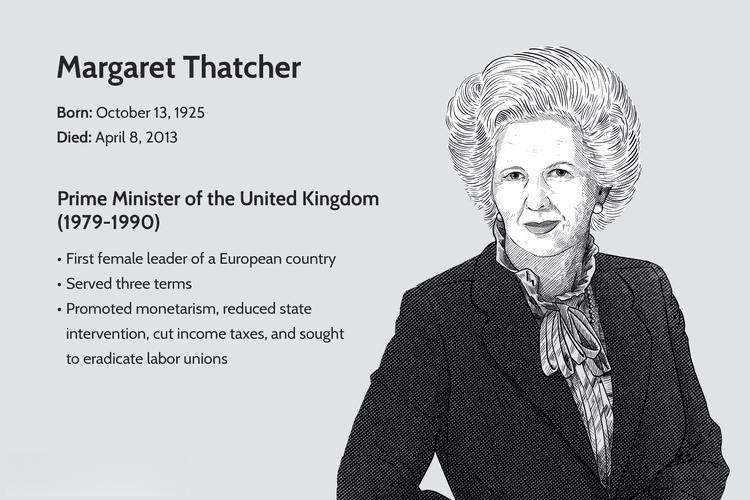 Margaret Thatcher
Born: October 13, 1925
Died: April 8, 2013
Prime Minister of the United Kingdom
(1979-1990)
• First female leader of a European country
• Served three terms
• Promoted monetarism, reduced state
intervention, cut income taxes, and sought
to eradicate labor unions